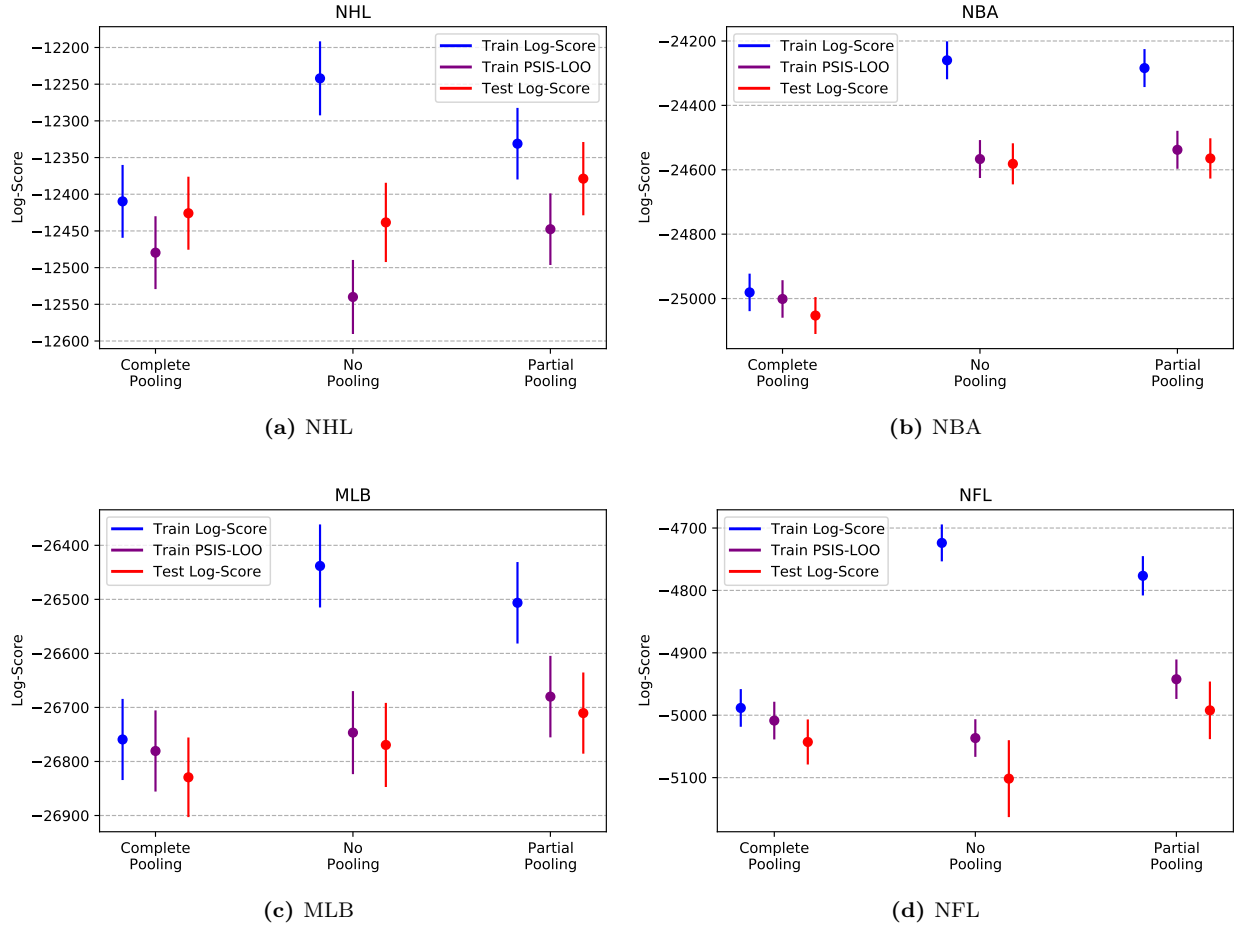 NHL
−12200
−12250
−12300
−12350
−12400
−12450
−12500
−12550
−12600
Log-Score
Train Log-Score
Train PSIS-LOO
Test Log-Score
Complete
Pooling
No
Pooling
Partial
Pooling
(a) NHL
NBA
−24200
−24400
−24600
−24800
−25000
Log-Score
Train Log-Score
Train PSIS-LOO
Test Log-Score
Complete
Pooling
No
Pooling
Partial
Pooling
(b) NBA
MLB
−26400
−26500
−26600
−26700
−26800
−26900
Log-Score
Train Log-Score
Train PSIS-LOO
Test Log-Score
Complete
Pooling
No
Pooling
Partial
Pooling
(c) MLB
NFL
−4700
−4800
−4900
−5000
−5100
Log-Score
Train Log-Score
Train PSIS-LOO
Test Log-Score
Complete
Pooling
No
Pooling
Partial
Pooling
(d) NFL